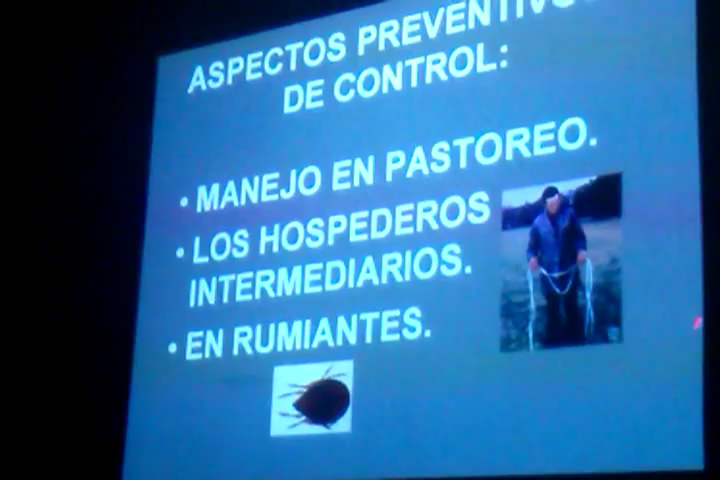 ASPECTOS PREVENTIVOS
DE CONTROL:
• MANEJO EN PASTOREO.
• LOS HOSPEDEROS
INTERMEDIARIOS.
• EN RUMIANTES.